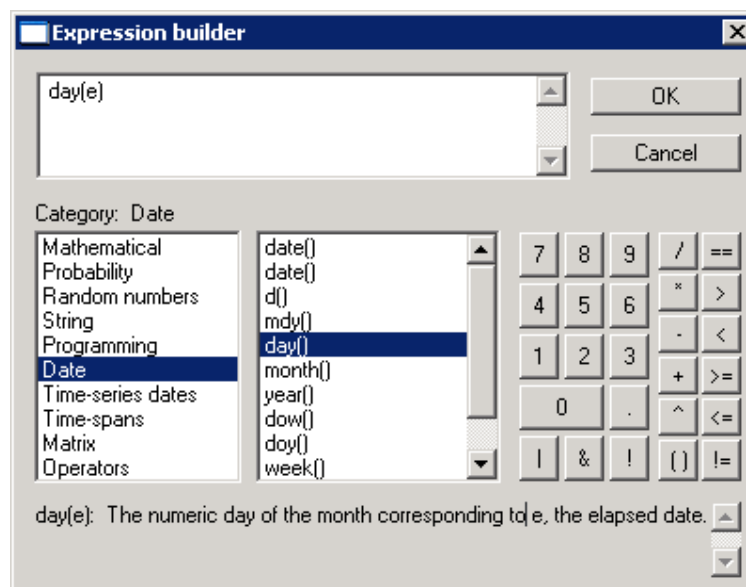 Expression builder
day(e)
OK
Cancel
Category: Date
Mathematical
Probability
Random numbers
String
Programming
Date
Time-series dates
Time-spans
Matrix
Operators
date()
date()
d()
mdy()
day()
month()
year()
dow()
doy()
week()
7 8 9 / ==
4 5 6 * >
1 2 3 - <
+ >=
0 . ^ <=
| & ! () !=
day(e): The numeric day of the month corresponding to e, the elapsed date.